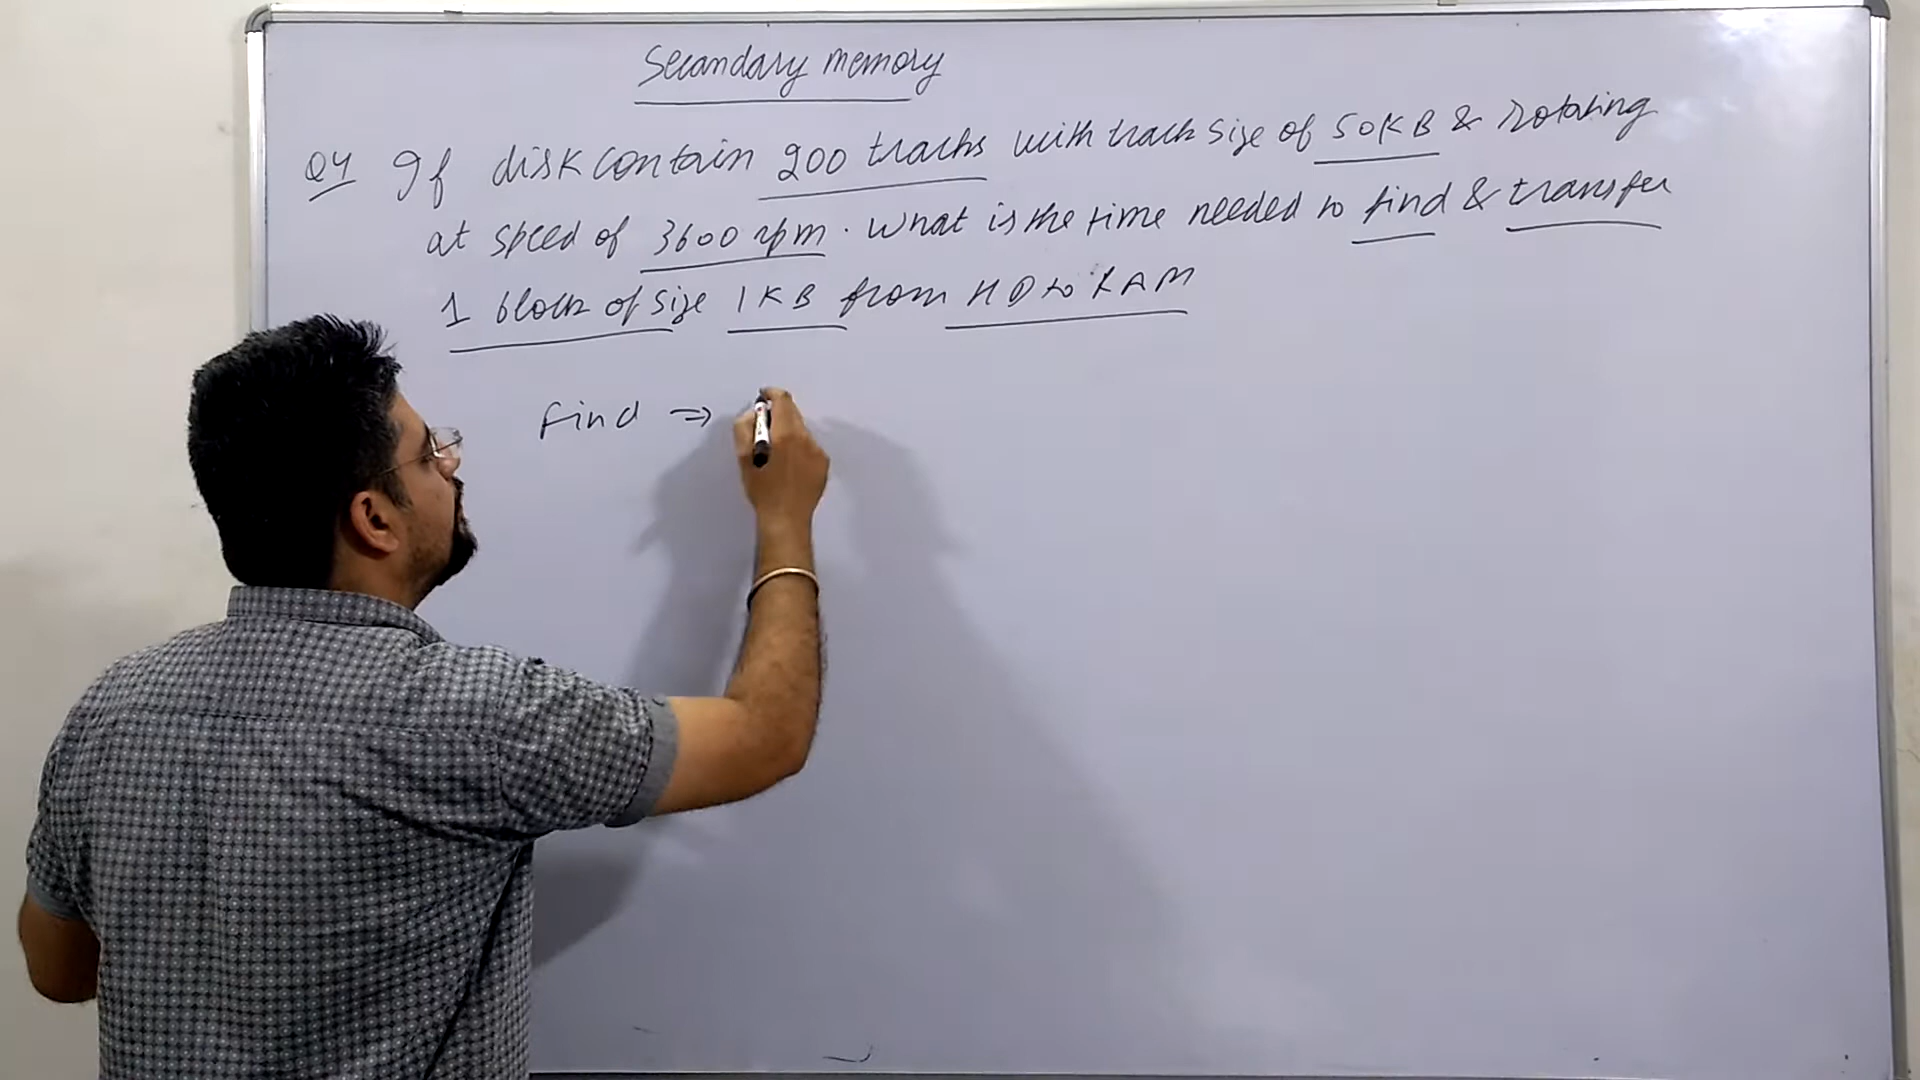 Secandary memory
Q4 If disk contain 200 tracks with track size of 50KB & rotating
at speed of 3600 rpm. What is the time needed to find & transfer
1 block of size 1KB from HD to RAM
find ⇒